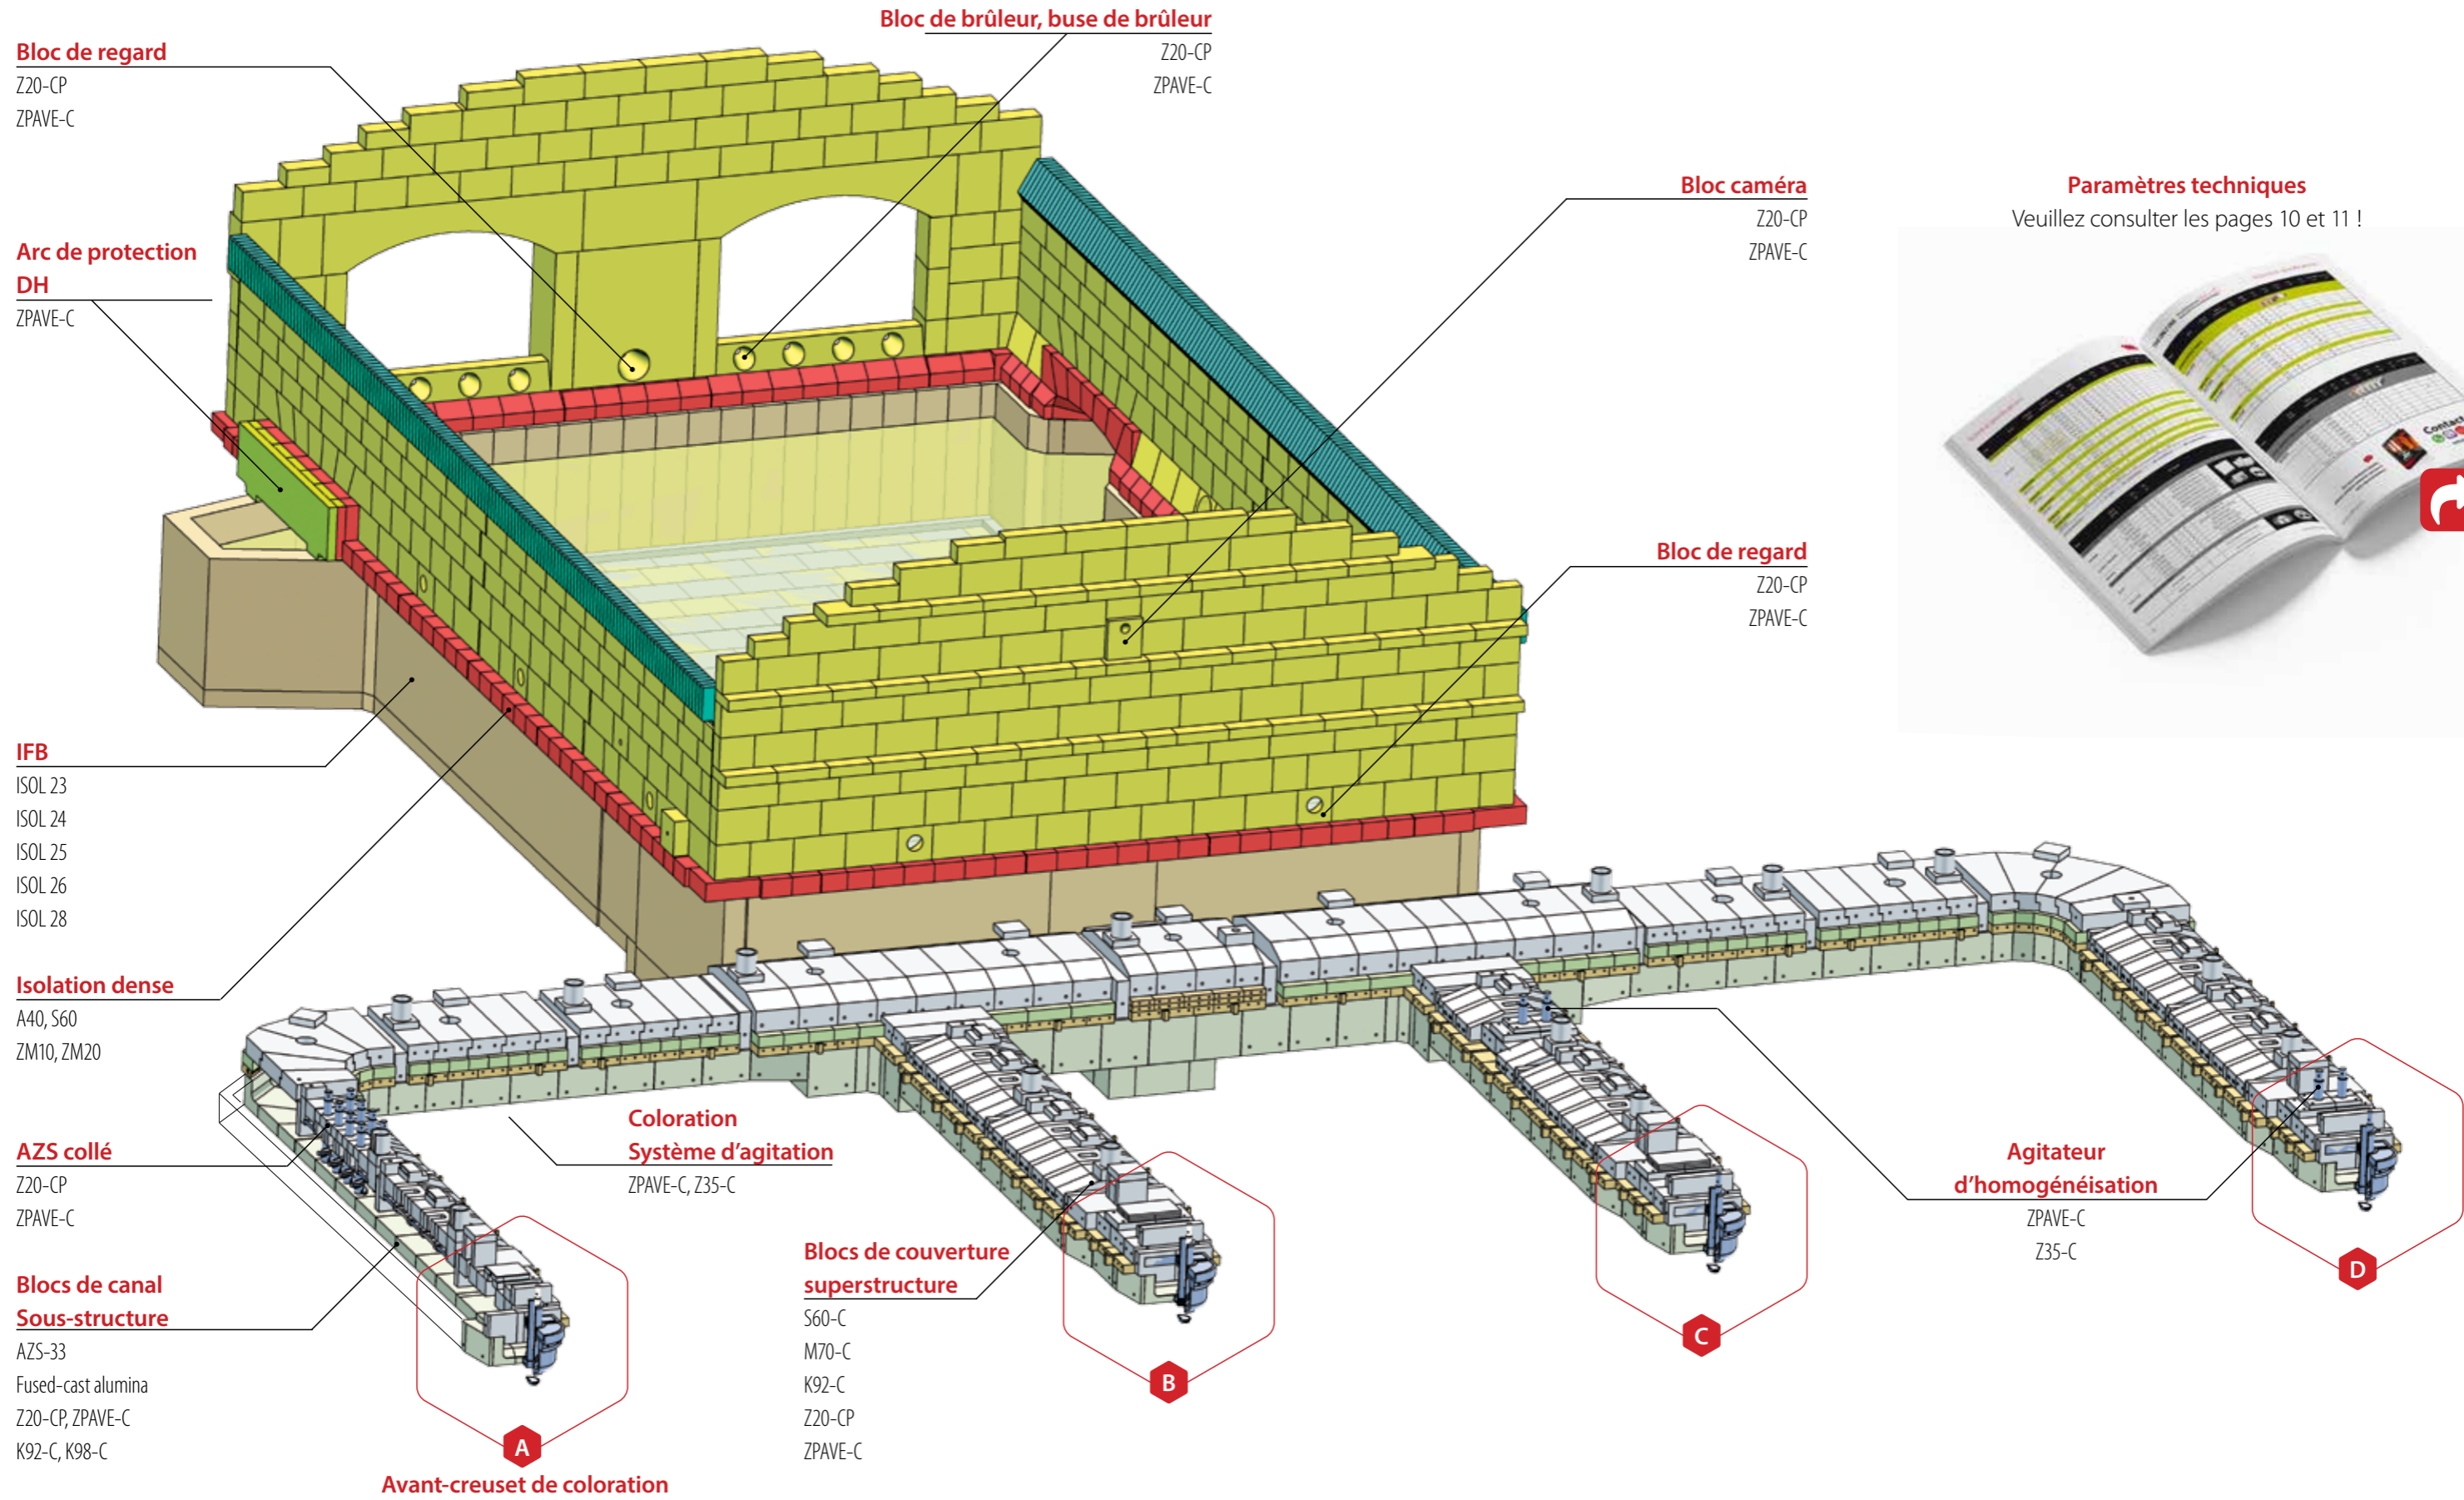 Bloc de brûleur, buse de brûleur
Z20-CP
ZPAVE-C
Bloc de regard
Z20-CP
ZPAVE-C
Arc de protection
DH
ZPAVE-C
Bloc caméra
Z20-CP
ZPAVE-C
Paramètres techniques
Veuillez consulter les pages 10 et 11 !
Contact
Bloc de regard
Z20-CP
ZPAVE-C
IFB
ISOL 23
ISOL 24
ISOL 25
ISOL 26
ISOL 28
Isolation dense
A40, S60
ZM10, ZM20
AZS collé
Z20-CP
ZPAVE-C
Blocs de canal
Sous-structure
AZS-33
Fused-cast alumina
Z20-CP, ZPAVE-C
K92-C, K98-C
Coloration
Système d’agitation
ZPAVE-C, Z35-C
Blocs de couverture
superstructure
S60-C
M70-C
K92-C
Z20-CP
ZPAVE-C
Agitateur
d’homogénéisation
ZPAVE-C
Z35-C
A
B
C
D
Avant-creuset de coloration